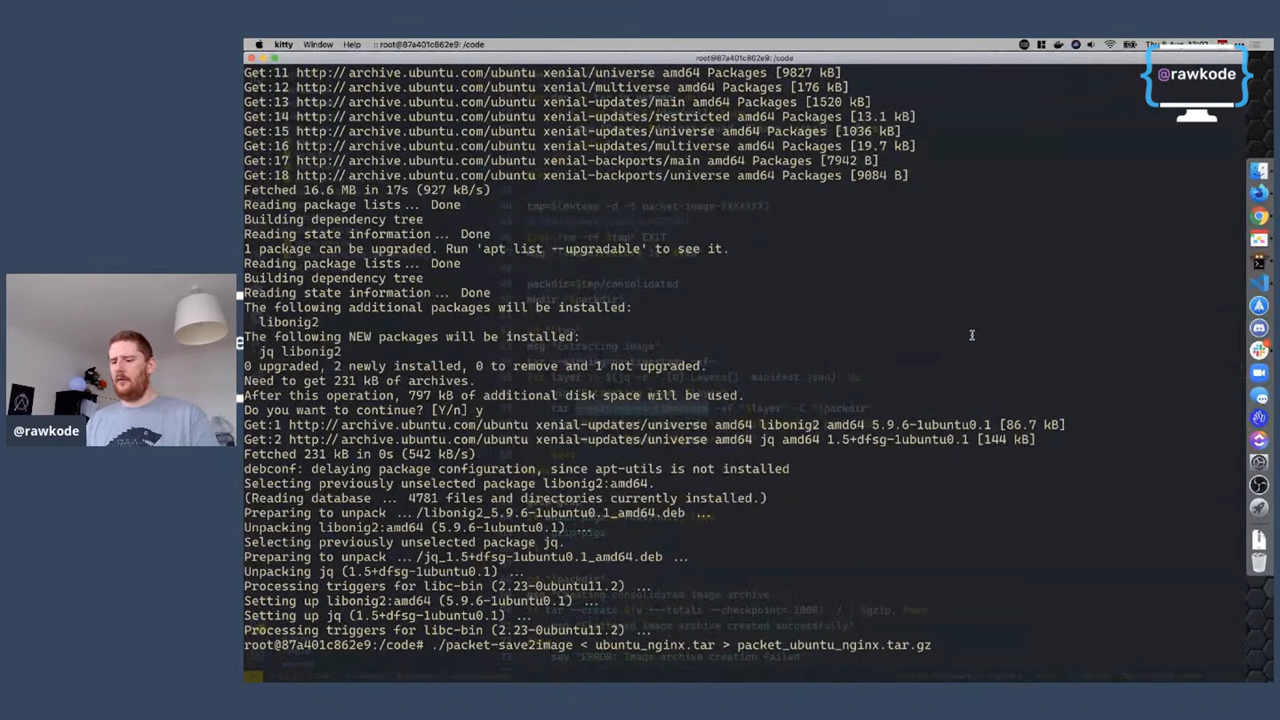 kitty Window Help :: root@87a401c862e9: /code
root@87a401c862e9: /code
@rawkode
Get:11 http://archive.ubuntu.com/ubuntu xenial/universe amd64 Packages [9827 kB]
Get:12 http://archive.ubuntu.com/ubuntu xenial/multiverse amd64 Packages [176 kB]
Get:13 http://archive.ubuntu.com/ubuntu xenial-updates/main amd64 Packages [1520 kB]
Get:14 http://archive.ubuntu.com/ubuntu xenial-updates/restricted amd64 Packages [13.1 kB]
Get:15 http://archive.ubuntu.com/ubuntu xenial-updates/universe amd64 Packages [1036 kB]
Get:16 http://archive.ubuntu.com/ubuntu xenial-updates/multiverse amd64 Packages [19.7 kB]
Get:17 http://archive.ubuntu.com/ubuntu xenial-backports/main amd64 Packages [7942 B]
Get:18 http://archive.ubuntu.com/ubuntu xenial-backports/universe amd64 Packages [9084 B]
Fetched 16.6 MB in 17s (927 kB/s)
Reading package lists... Done
Building dependency tree
Reading state information... Done
1 package can be upgraded. Run 'apt list --upgradable' to see it.
Reading package lists... Done
Building dependency tree
Reading state information... Done
The following additional packages will be installed:
libonig2
The following NEW packages will be installed:
jq libonig2
0 upgraded, 2 newly installed, 0 to remove and 1 not upgraded.
Need to get 231 kB of archives.
After this operation, 797 kB of additional disk space will be used.
Do you want to continue? [Y/n] y
Get:1 http://archive.ubuntu.com/ubuntu xenial-updates/universe amd64 libonig2 amd64 5.9.6-1ubuntu0.1 [86.7 kB]
Get:2 http://archive.ubuntu.com/ubuntu xenial-updates/universe amd64 jq amd64 1.5+dfsg-1ubuntu0.1 [144 kB]
Fetched 231 kB in 0s (542 kB/s)
debconf: delaying package configuration, since apt-utils is not installed
Selecting previously unselected package libonig2:amd64.
(Reading database ... 4781 files and directories currently installed.)
Preparing to unpack .../libonig2_5.9.6-1ubuntu0.1_amd64.deb ...
Unpacking libonig2:amd64 (5.9.6-1ubuntu0.1) ...
Selecting previously unselected package jq.
Preparing to unpack .../jq_1.5+dfsg-1ubuntu0.1_amd64.deb ...
Unpacking jq (1.5+dfsg-1ubuntu0.1) ...
Processing triggers for libc-bin (2.23-0ubuntu11.2) ...
Setting up libonig2:amd64 (5.9.6-1ubuntu0.1) ...
Setting up jq (1.5+dfsg-1ubuntu0.1) ...
Processing triggers for libc-bin (2.23-0ubuntu11.2) ...
root@87a401c862e9:/code# ./packet-save2image < ubuntu_nginx.tar > packet_ubuntu_nginx.tar.gz
@rawkode